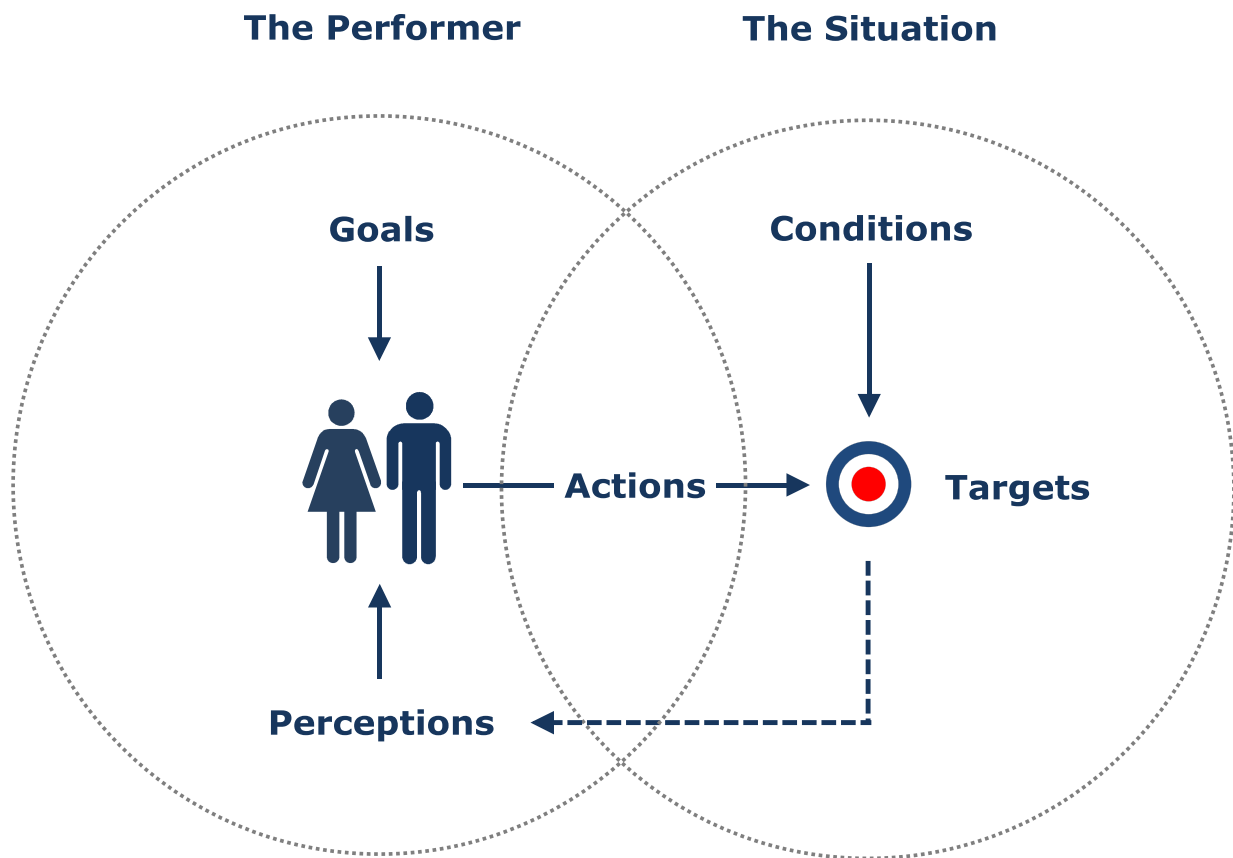 The Performer
The Situation
Goals
Conditions
Actions
Targets
Perceptions